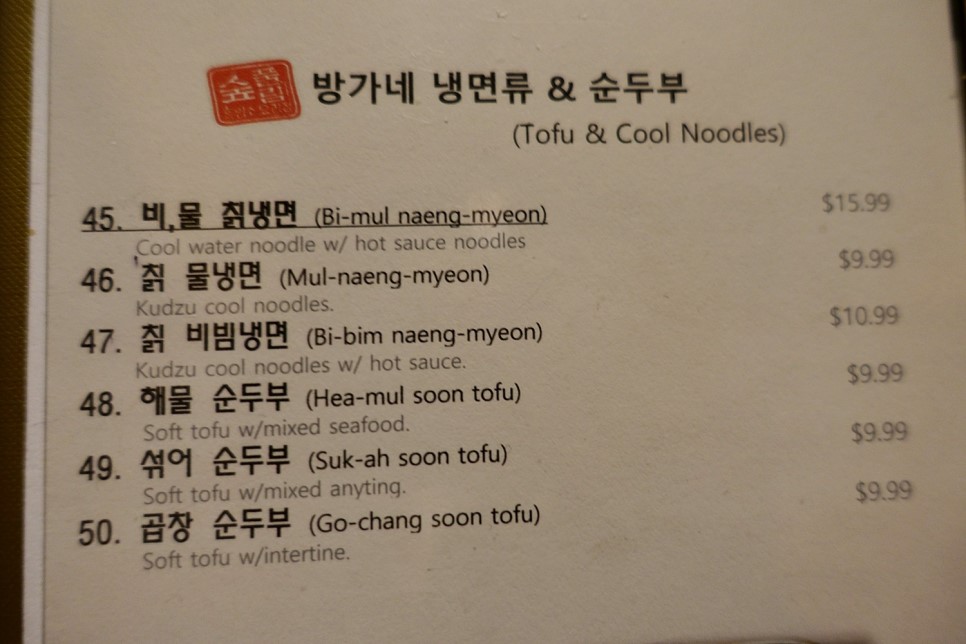 방가네 냉면류 & 순두부
(Tofu & Cool Noodles)
45. 비,물 칡냉면 (Bi-mul naeng-myeon) $15.99
Cool water noodle w/ hot sauce noodles
46. 칡 물냉면 (Mul-naeng-myeon) $9.99
Kudzu cool noodles.
47. 칡 비빔냉면 (Bi-bim naeng-myeon) $10.99
Kudzu cool noodles w/ hot sauce.
48. 해물 순두부 (Hea-mul soon tofu) $9.99
Soft tofu w/mixed seafood.
49. 섞어 순두부 (Suk-ah soon tofu) $9.99
Soft tofu w/mixed anyting.
50. 곱창 순두부 (Go-chang soon tofu) $9.99
Soft tofu w/intertine.